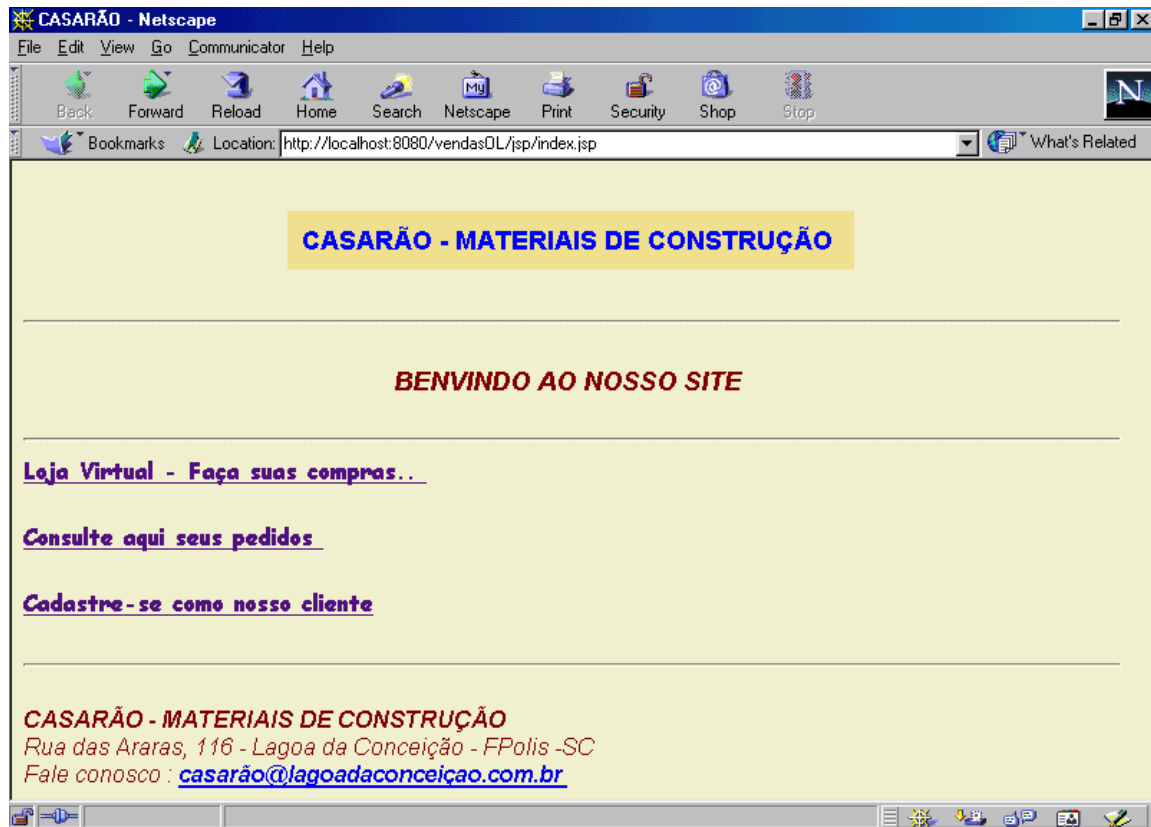 CASARÃO - Netscape
File Edit View Go Communicator Help
My
N
Back Forward Reload Home Search Netscape Print Security Shop Stop
Bookmarks Location: http://localhost:8080/vendasOL/jsp/index.jsp What's Related
CASARÃO - MATERIAIS DE CONSTRUÇÃO
BENVINDO AO NOSSO SITE
Loja Virtual - Faça suas compras..
Consulte aqui seus pedidos
Cadastre-se como nosso cliente
CASARÃO - MATERIAIS DE CONSTRUÇÃO
Rua das Araras, 116 - Lagoa da Conceição - FPolis -SC
Fale conosco : casarão@lagoadaconceiçao.com.br